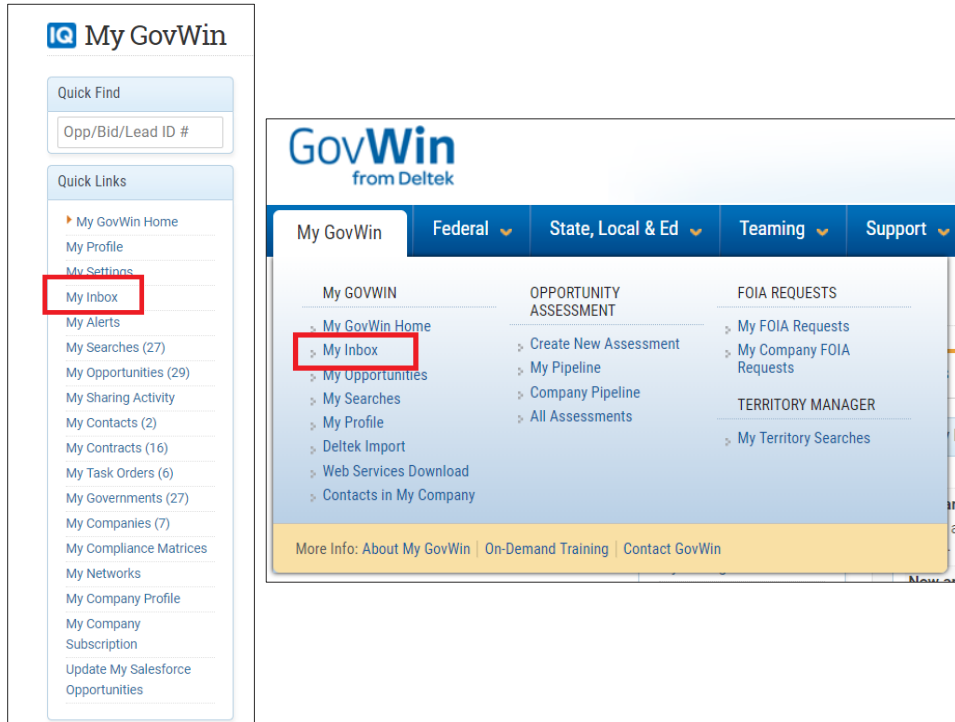 IQ My GovWin
Quick Find
Opp/Bid/Lead ID #
Quick Links
My GovWin Home
My Profile
My Settings
My Inbox
My Alerts
My Searches (27)
My Opportunities (29)
My Sharing Activity
My Contacts (2)
My Contracts (16)
My Task Orders (6)
My Governments (27)
My Companies (7)
My Compliance Matrices
My Networks
My Company Profile
My Company
Subscription
Update My Salesforce
Opportunities
GovWin
from Deltek
My GovWin Federal State, Local & Ed Teaming Support
My GOVWIN
My GovWin Home
My Inbox
My Opportunities
My Searches
My Profile
Deltek Import
Web Services Download
Contacts in My Company
OPPORTUNITY
ASSESSMENT
Create New Assessment
My Pipeline
Company Pipeline
All Assessments
FOIA REQUESTS
My FOIA Requests
My Company FOIA
Requests
TERRITORY MANAGER
My Territory Searches
More Info: About My GovWin | On-Demand Training | Contact GovWin